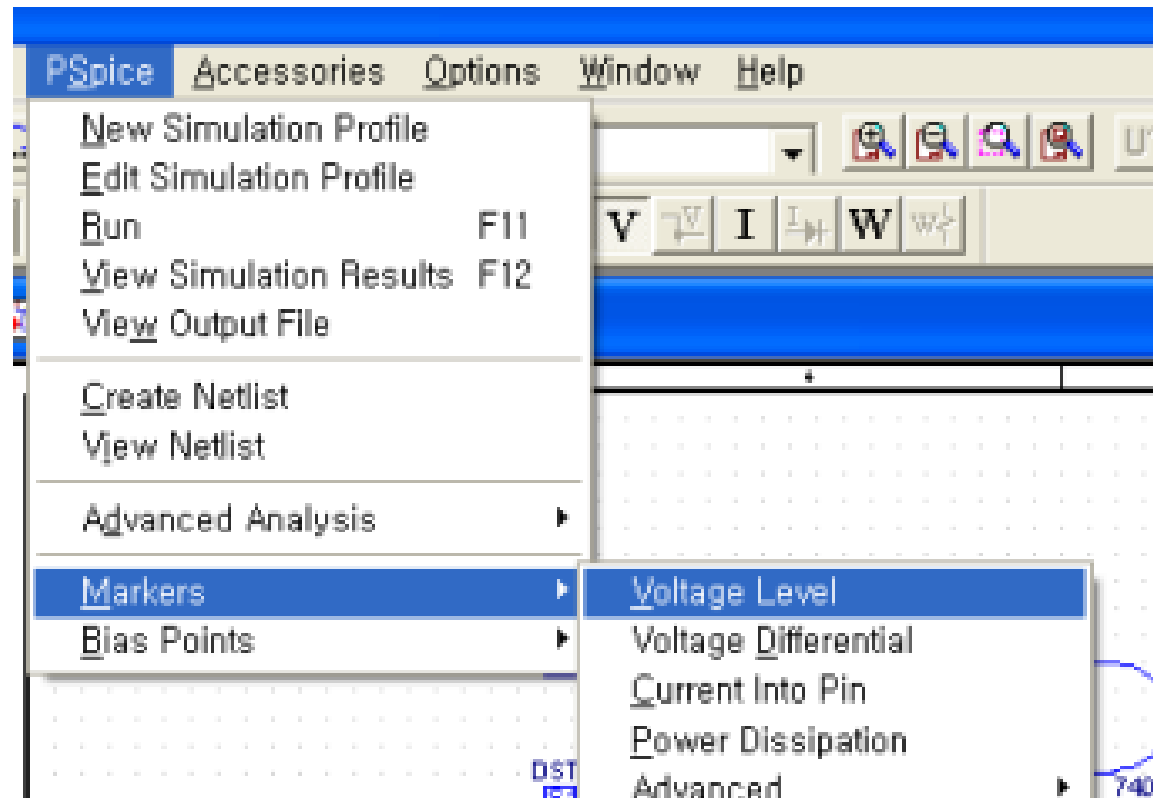 PSpice Accessories Options Window Help
New Simulation Profile
Edit Simulation Profile
Run F11
View Simulation Results F12
View Output File
V V I I W W
Create Netlist
View Netlist
Advanced Analysis
Markers
Bias Points
Voltage Level
Voltage Differential
Current Into Pin
Power Dissipation
Advanced
DST
740